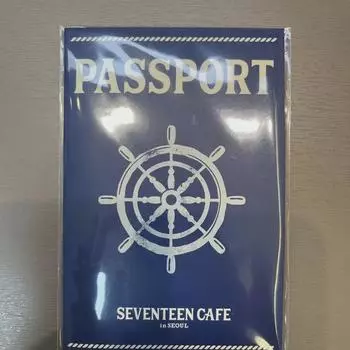 PASSPORT
SEVENTEEN CAFE
in SEOUL